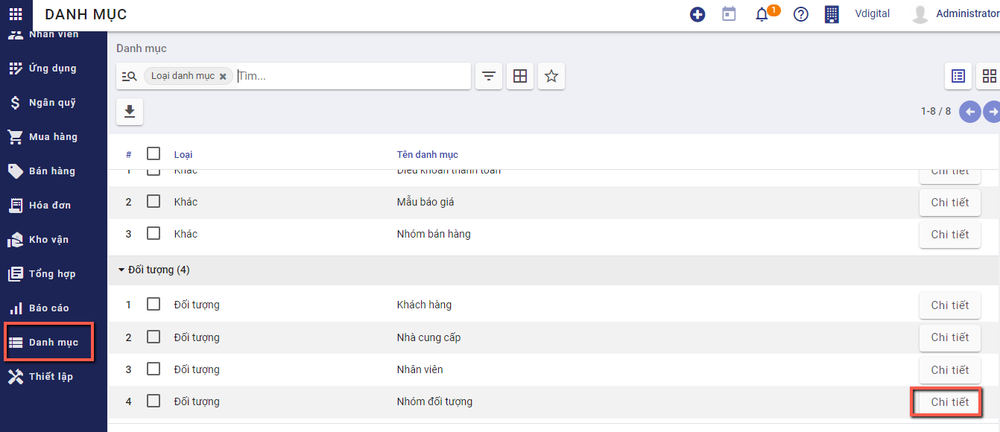 DANH MỤC
1
Vdigital
Administrator
Nhân viên
Ứng dụng
Ngân quỹ
Mua hàng
Bán hàng
Hóa đơn
Kho vận
Tổng hợp
Báo cáo
Danh mục
Thiết lập
Danh mục
Loại danh mục × Tìm...
1-8 / 8
# Loại Tên danh mục
1 Khác Điều khoản thanh toán Chi tiết
2 Khác Mẫu báo giá Chi tiết
3 Khác Nhóm bán hàng Chi tiết
Đối tượng (4)
1 Đối tượng Khách hàng Chi tiết
2 Đối tượng Nhà cung cấp Chi tiết
3 Đối tượng Nhân viên Chi tiết
4 Đối tượng Nhóm đối tượng Chi tiết